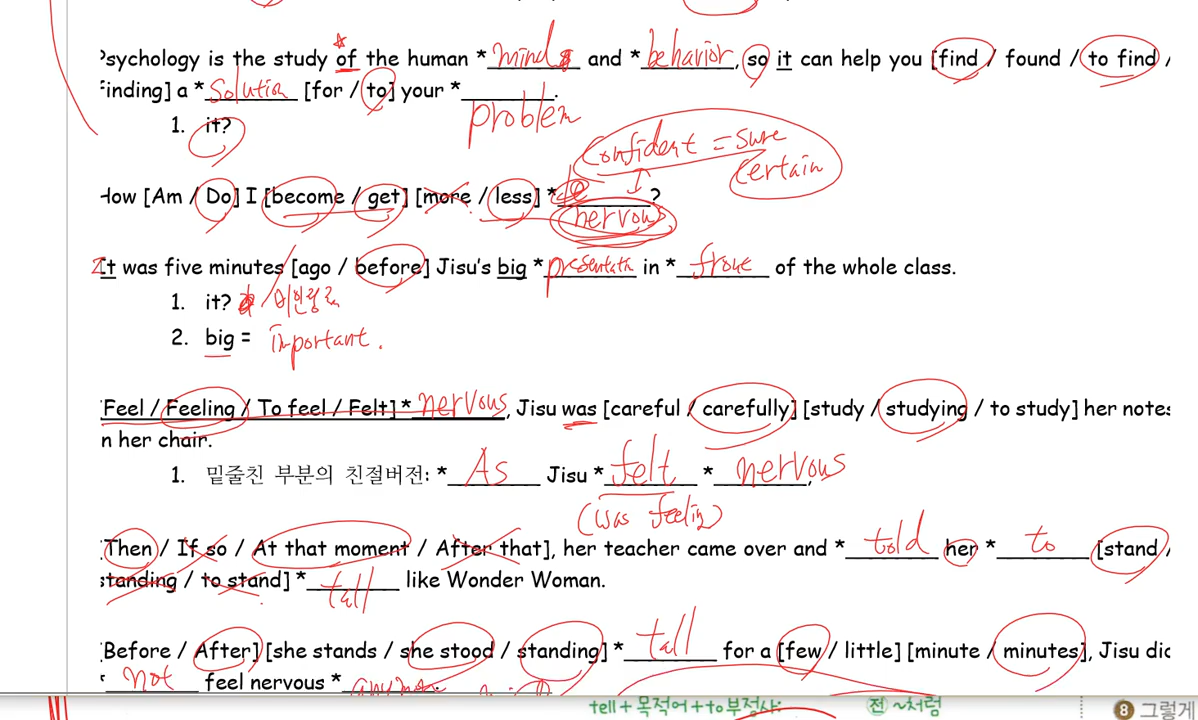 Psychology is the study of the human * mind and * behavior, so it can help you [find / found / to find /
finding] a * solution [for / to] your * problem.
1. it?
Confident = sure
certain
How [Am / Do] I [become / get] [more / less] * nervous?
It was five minutes [ago / before] Jisu's big * presentatn in * front of the whole class.
1. it? 비인칭
2. big = important.
[Feel / Feeling / To feel / Felt] * nervous, Jisu was [careful / carefully] [study / studying / to study] her notes
in her chair.
1. 밑줄친 부분의 친절버전: * As Jisu * felt * nervous,
(was feeling)
[Then / If so / At that moment / After that], her teacher came over and * told her * to [stand /
standing / to stand] * tall like Wonder Woman.
[Before / After] [she stands / she stood / standing] * tall for a [few / little] [minute / minutes], Jisu did
* not feel nervous * anymore.
tell + 목적어 + to부정사: 전 ~처럼 8 그렇게